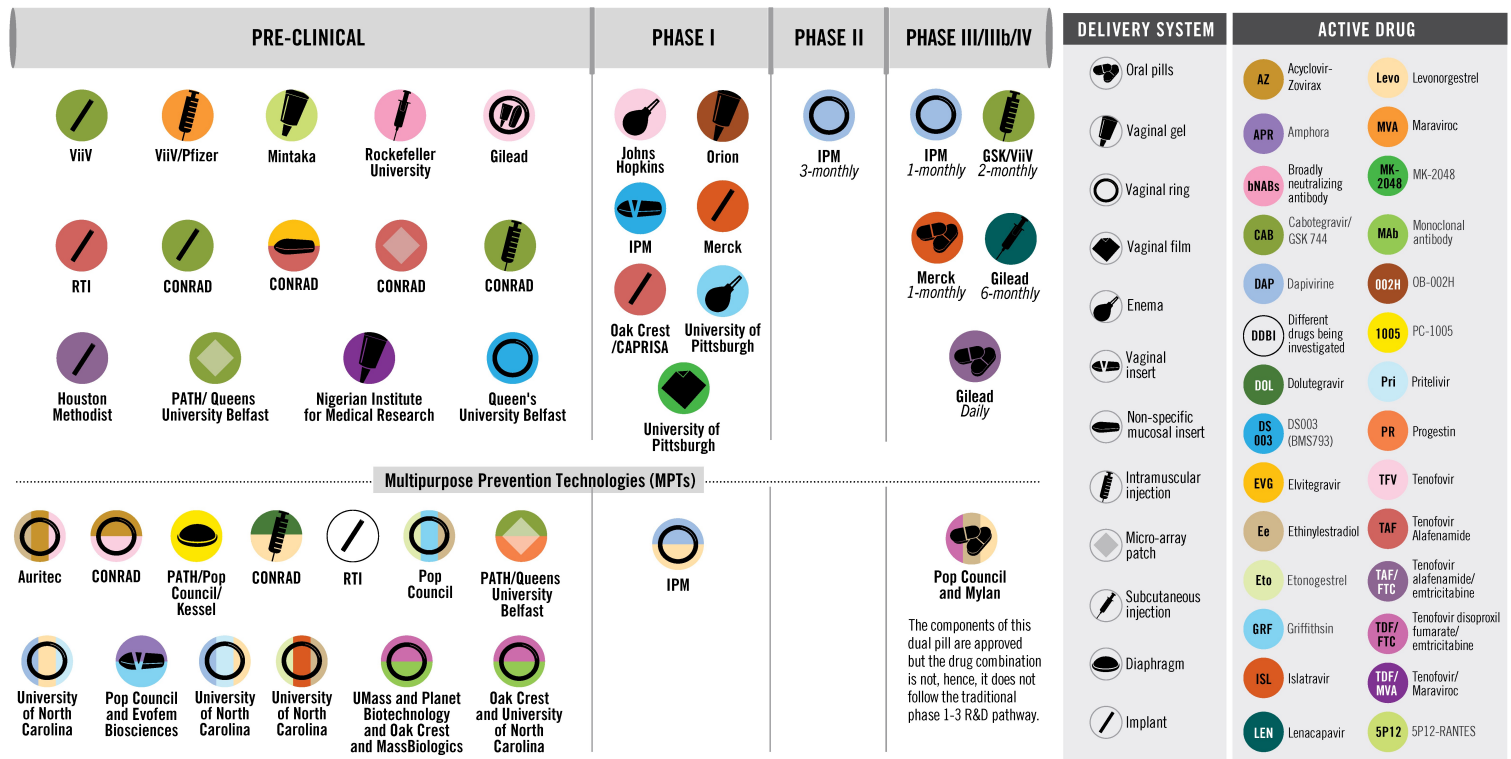 PRE-CLINICAL
PHASE I
PHASE II
PHASE III/IIIb/IV
ViiV
ViiV/Pfizer
Mintaka
Rockefeller
University
Gilead
Johns
Hopkins
Orion
IPM
3-monthly
IPM
1-monthly
GSK/ViiV
2-monthly
RTI
CONRAD
CONRAD
CONRAD
CONRAD
IPM
Merck
Merck
1-monthly
Gilead
6-monthly
Houston
Methodist
PATH/ Queens
University Belfast
Nigerian Institute
for Medical Research
Queen's
University Belfast
Oak Crest
/CAPRISA
University of
Pittsburgh
University of
Pittsburgh
Gilead
Daily
Multipurpose Prevention Technologies (MPTs)
Auritec
CONRAD
PATH/Pop
Council/
Kessel
CONRAD
RTI
Pop
Council
PATH/Queens
University
Belfast
IPM
Pop Council
and Mylan
The components of this
dual pill are approved
but the drug combination
is not, hence, it does not
follow the traditional
phase 1-3 R&D pathway.
University
of North
Carolina
Pop Council
and Evofem
Biosciences
University
of North
Carolina
University
of North
Carolina
UMass and Planet
Biotechnology
and Oak Crest
and MassBiologics
Oak Crest
and University
of North
Carolina
DELIVERY SYSTEM
Oral pills
Vaginal gel
Vaginal ring
Vaginal film
Enema
Vaginal
insert
Non-specific
mucosal insert
Intramuscular
injection
Micro-array
patch
Subcutaneous
injection
Diaphragm
Implant
ACTIVE DRUG
AZ
Acyclovir-
Zovirax
APR
Amphora
bNABs
Broadly
neutralizing
antibody
CAB
Cabotegravir/
GSK 744
DAP
Dapivirine
DDBI
Different
drugs being
investigated
DOL
Dolutegravir
DS
003
DS003
(BMS793)
EVG
Elvitegravir
Ee
Ethinylestradiol
Eto
Etonogestrel
GRF
Griffithsin
ISL
Islatravir
LEN
Lenacapavir
Levo
Levonorgestrel
MVA
Maraviroc
MK-
2048
MK-2048
MAb
Monoclonal
antibody
002H
OB-002H
1005
PC-1005
Pri
Pritelivir
PR
Progestin
TFV
Tenofovir
TAF
Tenofovir
Alafenamide
TAF/
FTC
Tenofovir
alafenamide/
emtricitabine
TDF/
FTC
Tenofovir disoproxil
fumarate/
emtricitabine
TDF/
MVA
Tenofovir/
Maraviroc
5P12
5P12-RANTES